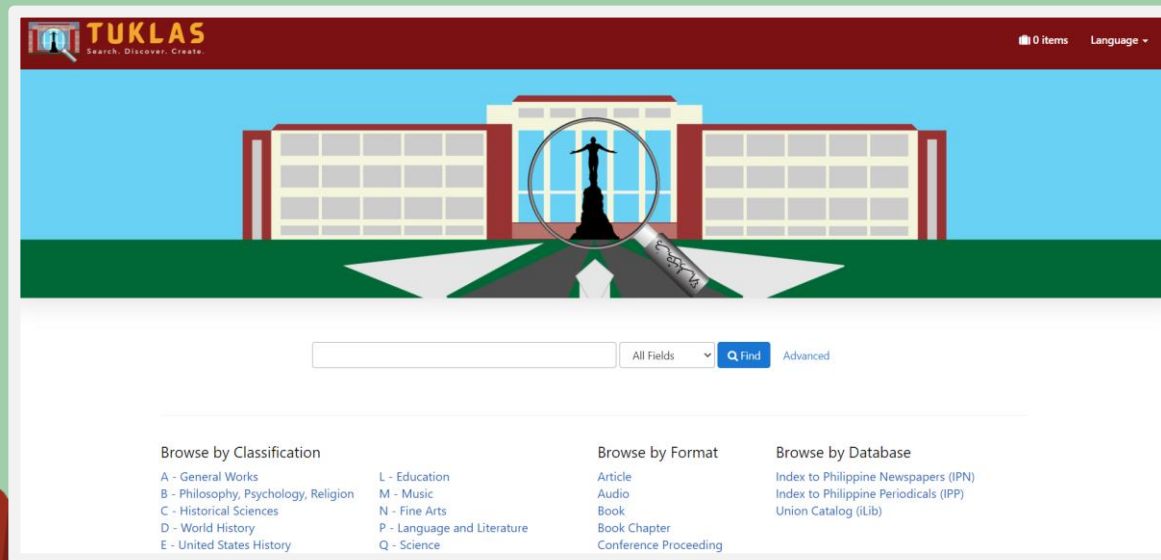 TUKLAS
Search. Discover. Create.
0 items
Language
All Fields
Find
Advanced
Browse by Classification
A - General Works
B - Philosophy, Psychology, Religion
C - Historical Sciences
D - World History
E - United States History
L - Education
M - Music
N - Fine Arts
P - Language and Literature
Q - Science
Browse by Format
Article
Audio
Book
Book Chapter
Conference Proceeding
Browse by Database
Index to Philippine Newspapers (IPN)
Index to Philippine Periodicals (IPP)
Union Catalog (iLib)